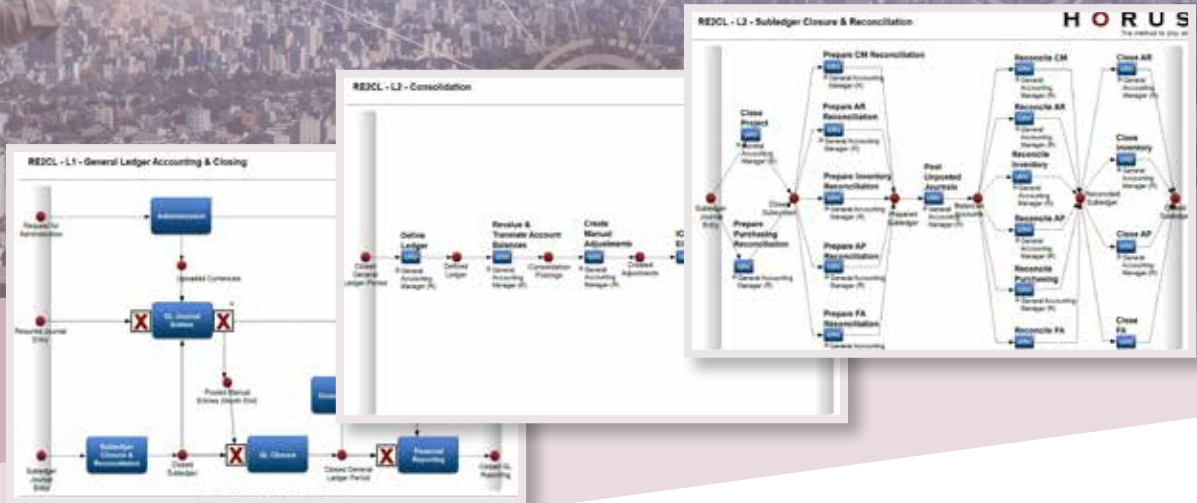 RE2CL - L1 - General Ledger Accounting & Closing
Request for
Administration
Administration
Uploaded Currencies
Required Journal
Entry
X
GL Journal
Entries
X
Posted Manual
Entries (Month End)
Subledger
Journal
Entry
Subledger
Closure &
Reconciliation
Closed
Subledger
X
GL Closure
Closed General
Ledger Period
X
Financial
Reporting
Closed GL
Reporting
RE2CL - L2 - Consolidation
Closed
General
Ledger Period
Define
Ledger
General
Accounting
Manager (R)
Defined
Ledger
Revalue &
Translate Account
Balances
General
Accounting
Manager (R)
Consolidation
Postings
Create
Manual
Adjustments
General
Accounting
Manager (R)
Created
Adjustments
RE2CL - L2 - Subledger Closure & Reconciliation
HORUS
Subledger
Journal
Entry
Close
Project
General
Accounting
Manager (R)
Prepare
Purchasing
Reconciliation
General Accounting
Manager (R)
Prepare CM Reconciliation
General Accounting
Manager (R)
Prepare AR
Reconciliation
General Accounting
Manager (R)
Prepare Inventory
Reconciliation
General Accounting
Manager (R)
Prepare AP
Reconciliation
General Accounting
Manager (R)
Prepare FA
Reconciliation
General Accounting
Prepared
Subledger
Post
Unposted
Journals
General
Accounting
Manager (R)
Reconcile CM
General
Accounting
Manager (R)
Reconcile AR
General
Accounting
Manager (R)
Reconcile
Inventory
General
Accounting
Manager (R)
Reconcile AP
General
Accounting
Manager (R)
Reconcile
Purchasing
General Accounting
Manager (R)
Reconcile FA
General Accounting
Reconciled
Subledger
Close AR
General
Accounting
Manager (R)
Close
Inventory
General
Accounting
Manager (R)
Close AP
General
Accounting
Manager (R)
Close
FA
General Accounting